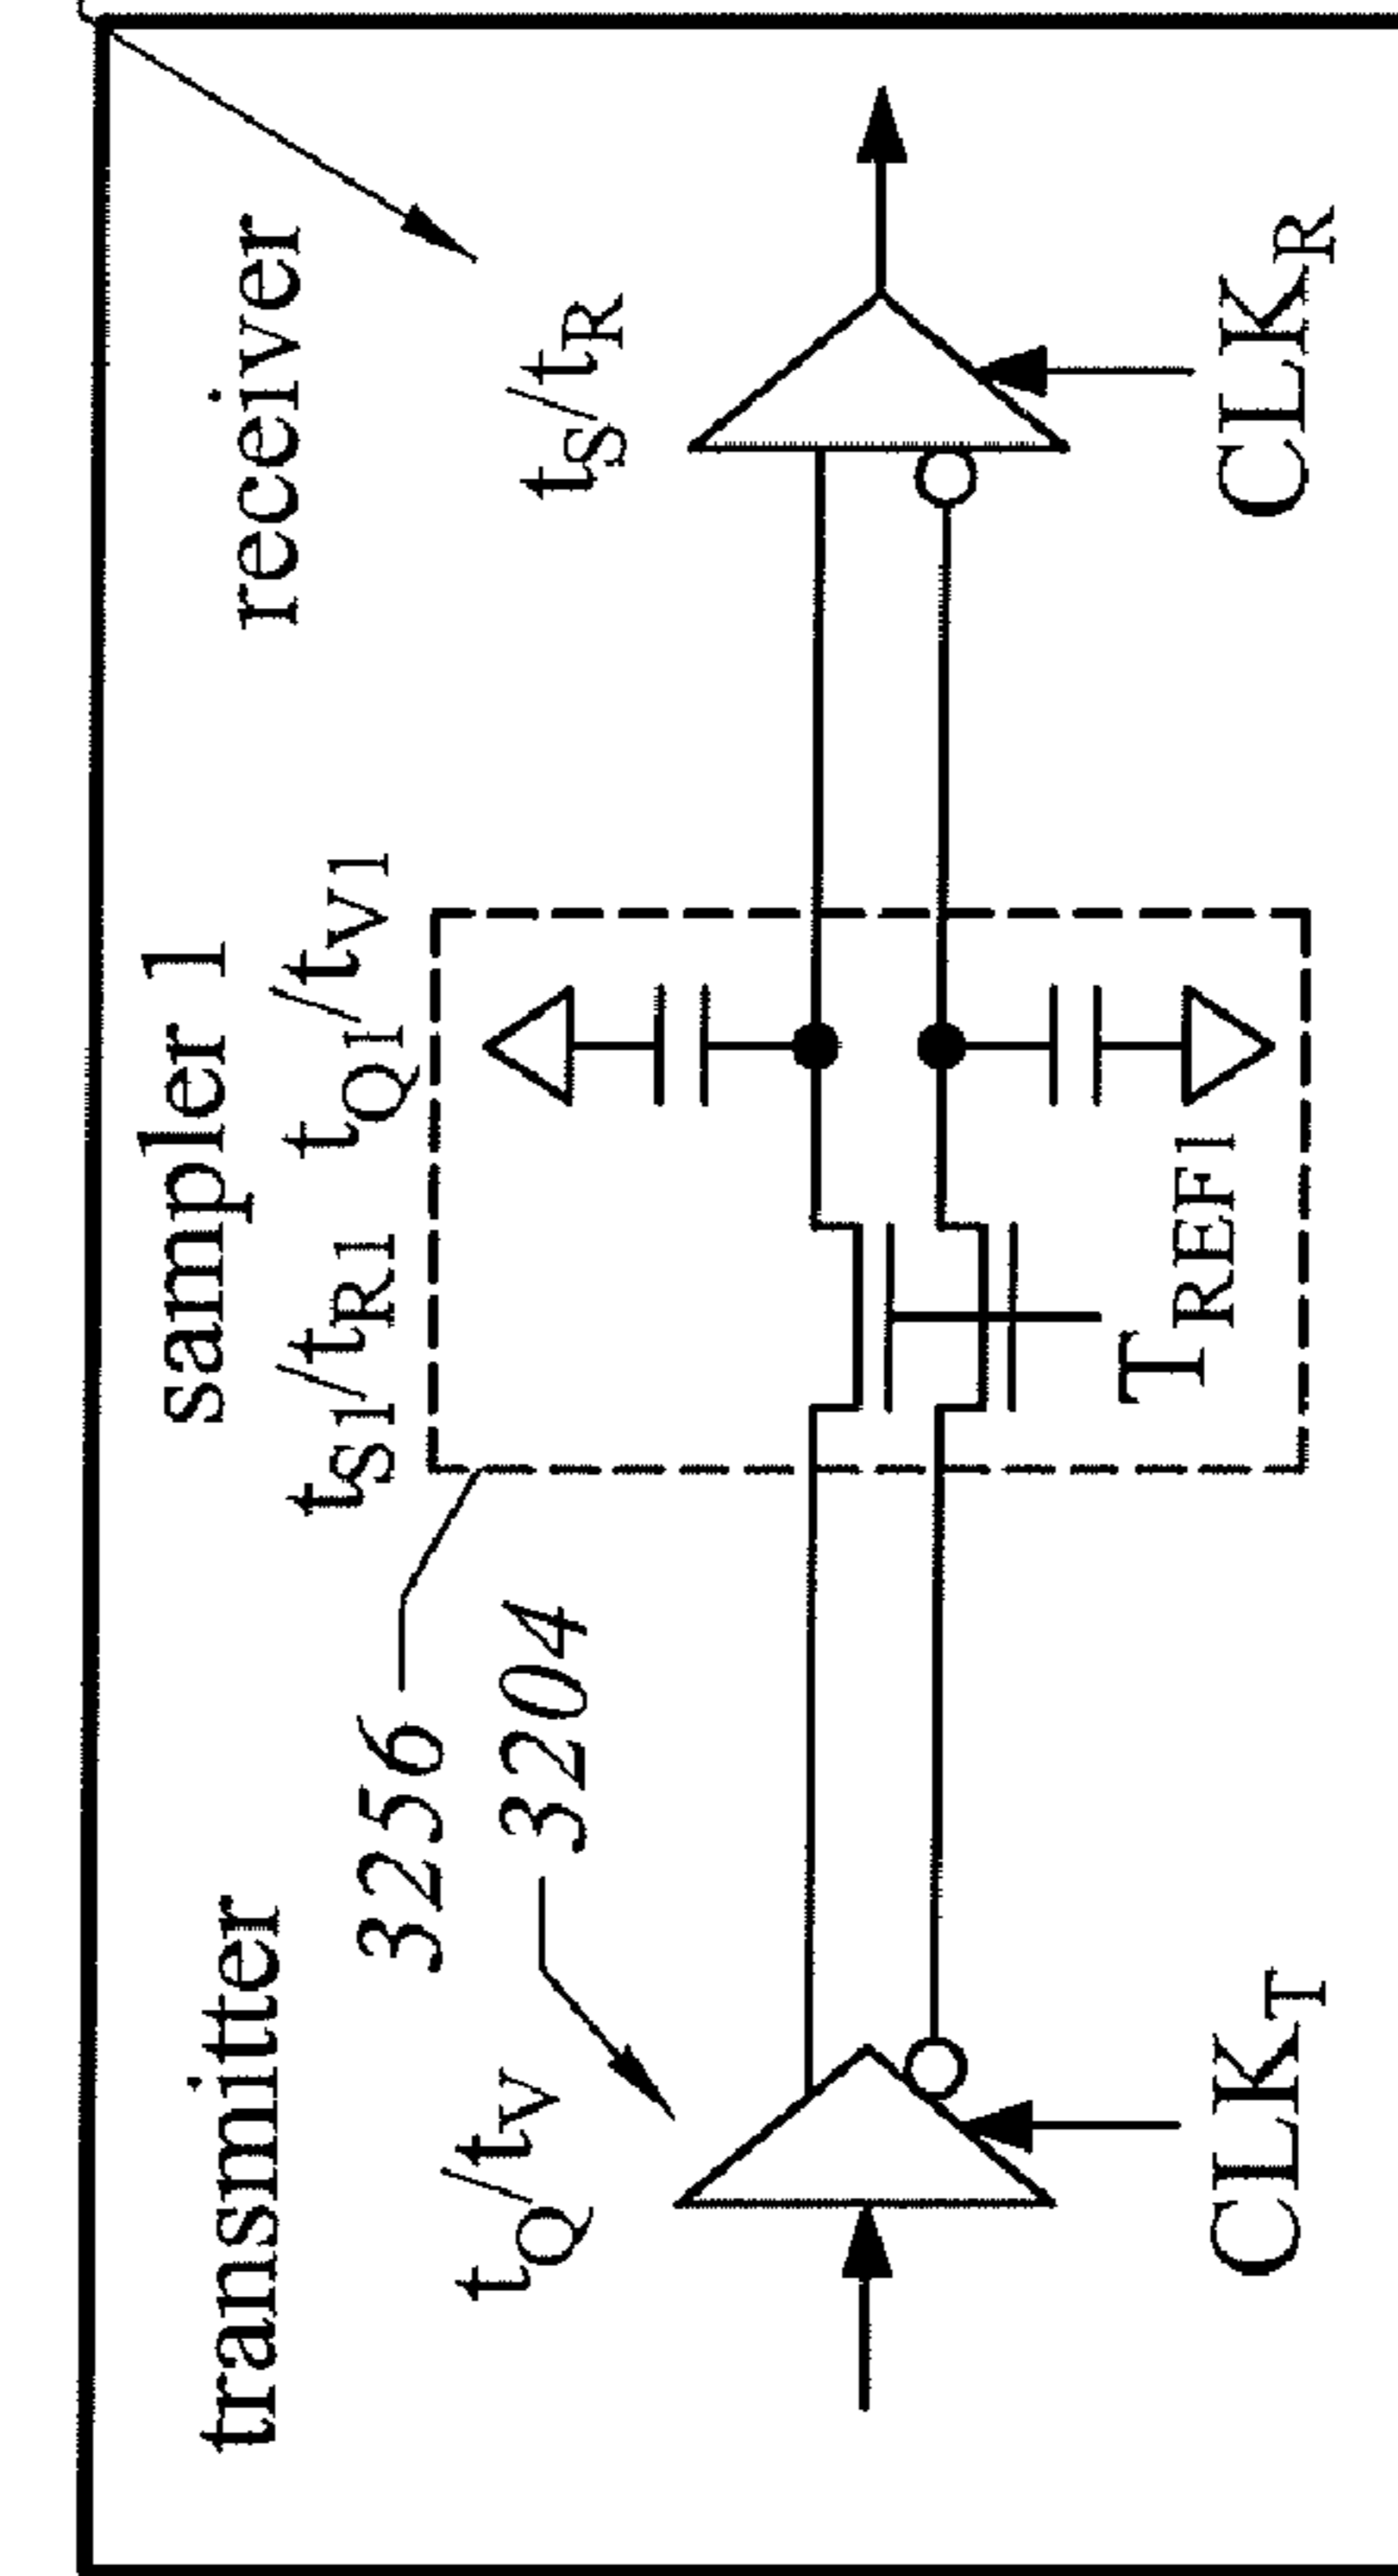 transmitter
sampler 1
receiver
3256
3204
tQ/tV
tS1/tR1
tQ1/tV1
tS/tR
TREF1
CLKT
CLKR